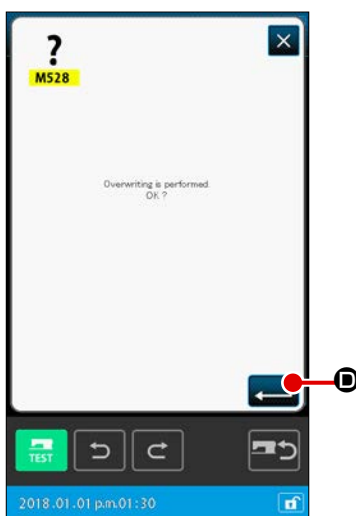 ?
M528
Overwriting is performed.
OK ?
D
TEST
2018.01.01 p.m.01:30